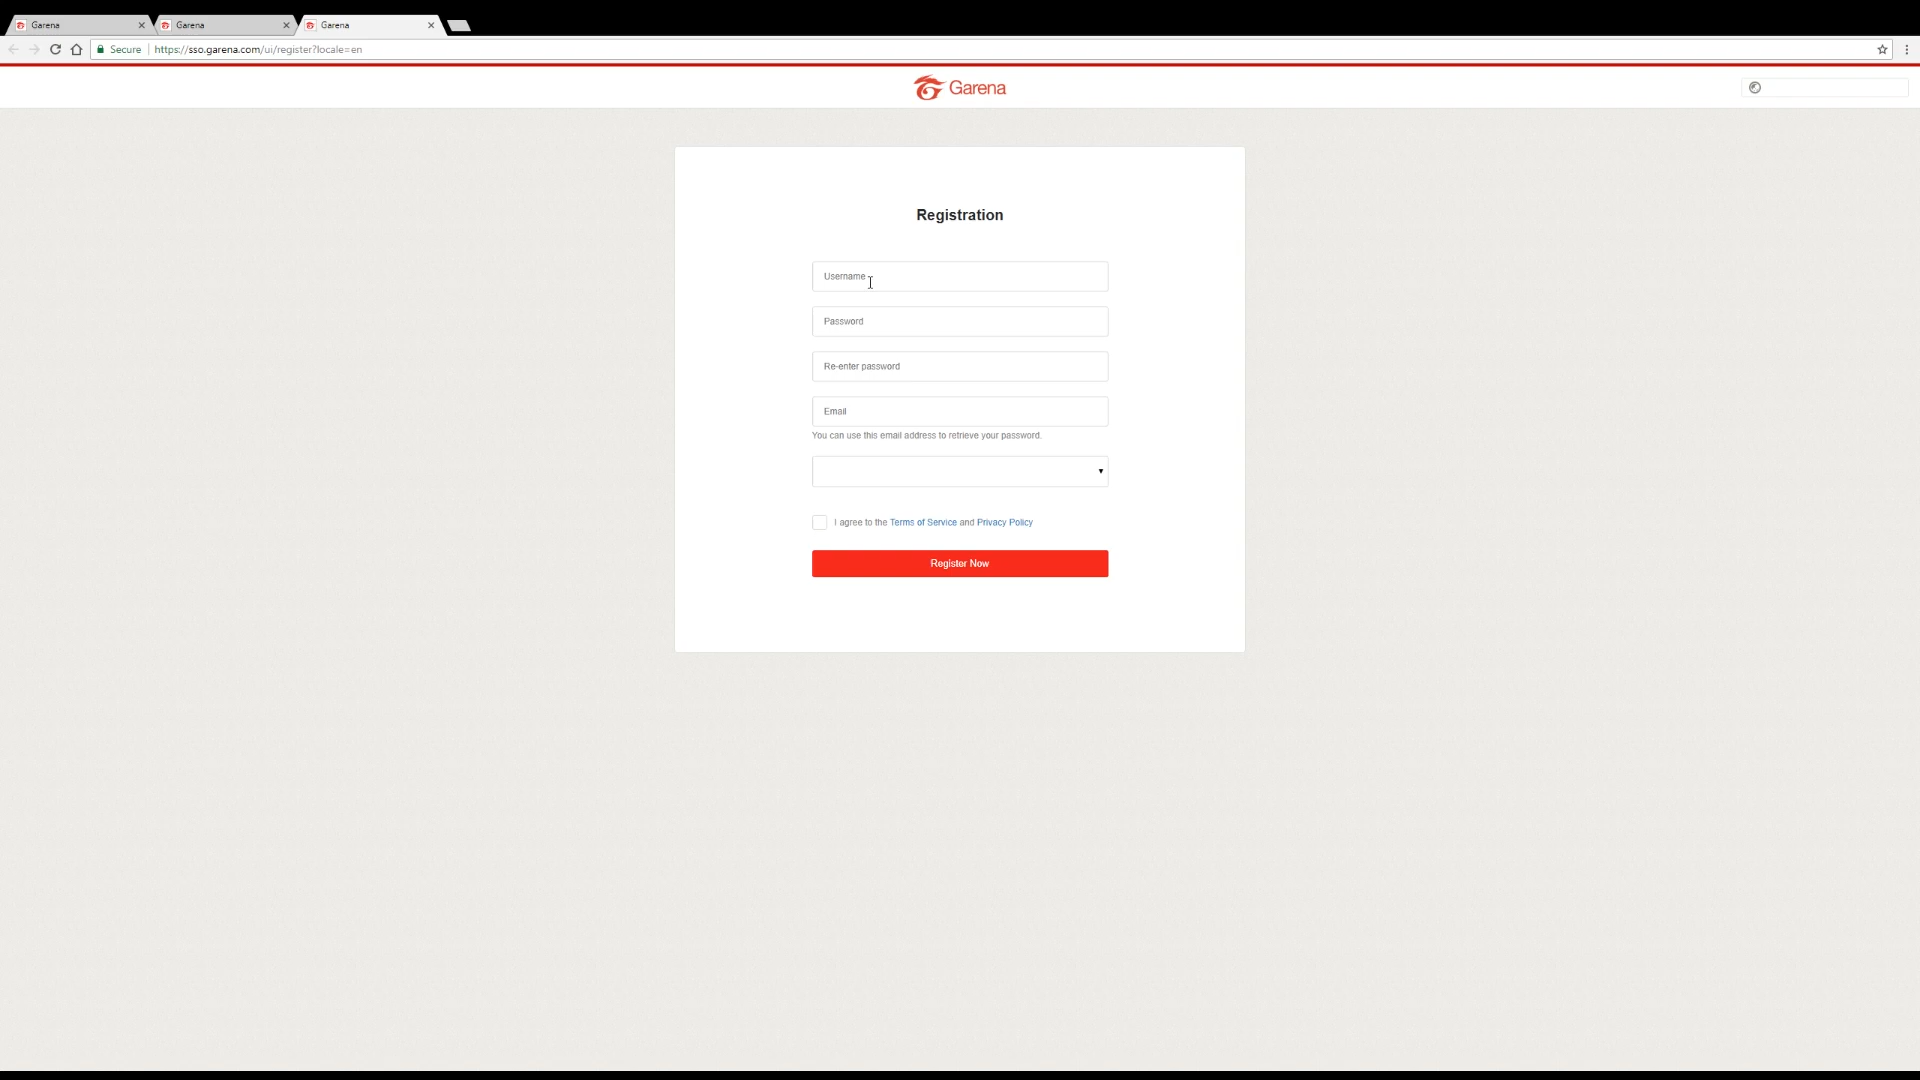 Garena
Garena
Garena
Secure https://sso.garena.com/ui/register?locale=en
Garena
Registration
Username
Password
Re-enter password
Email
You can use this email address to retrieve your password.
I agree to the Terms of Service and Privacy Policy
Register Now